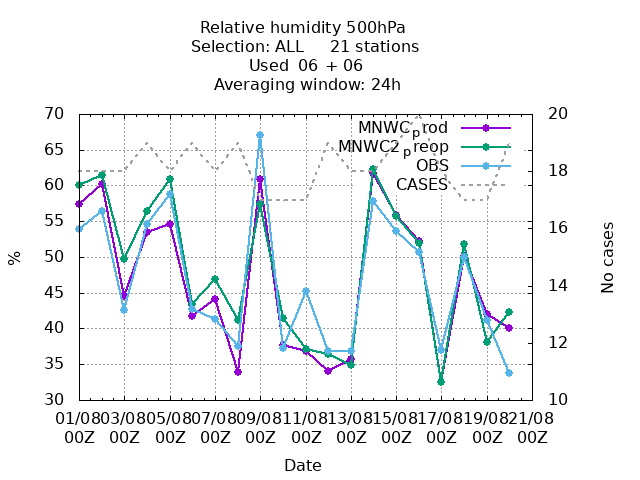 Relative humidity 500hPa
Selection: ALL     21 stations
Used  06 + 06
Averaging window: 24h
70
65
60
55
50
45
40
35
30
%
20
18
16
14
12
10
No cases
MNWCprod
MNWC2preop
OBS
CASES
01/08 03/08 05/08 07/08 09/08 11/08 13/08 15/08 17/08 19/08 21/08
00Z 00Z 00Z 00Z 00Z 00Z 00Z 00Z 00Z 00Z 00Z
Date